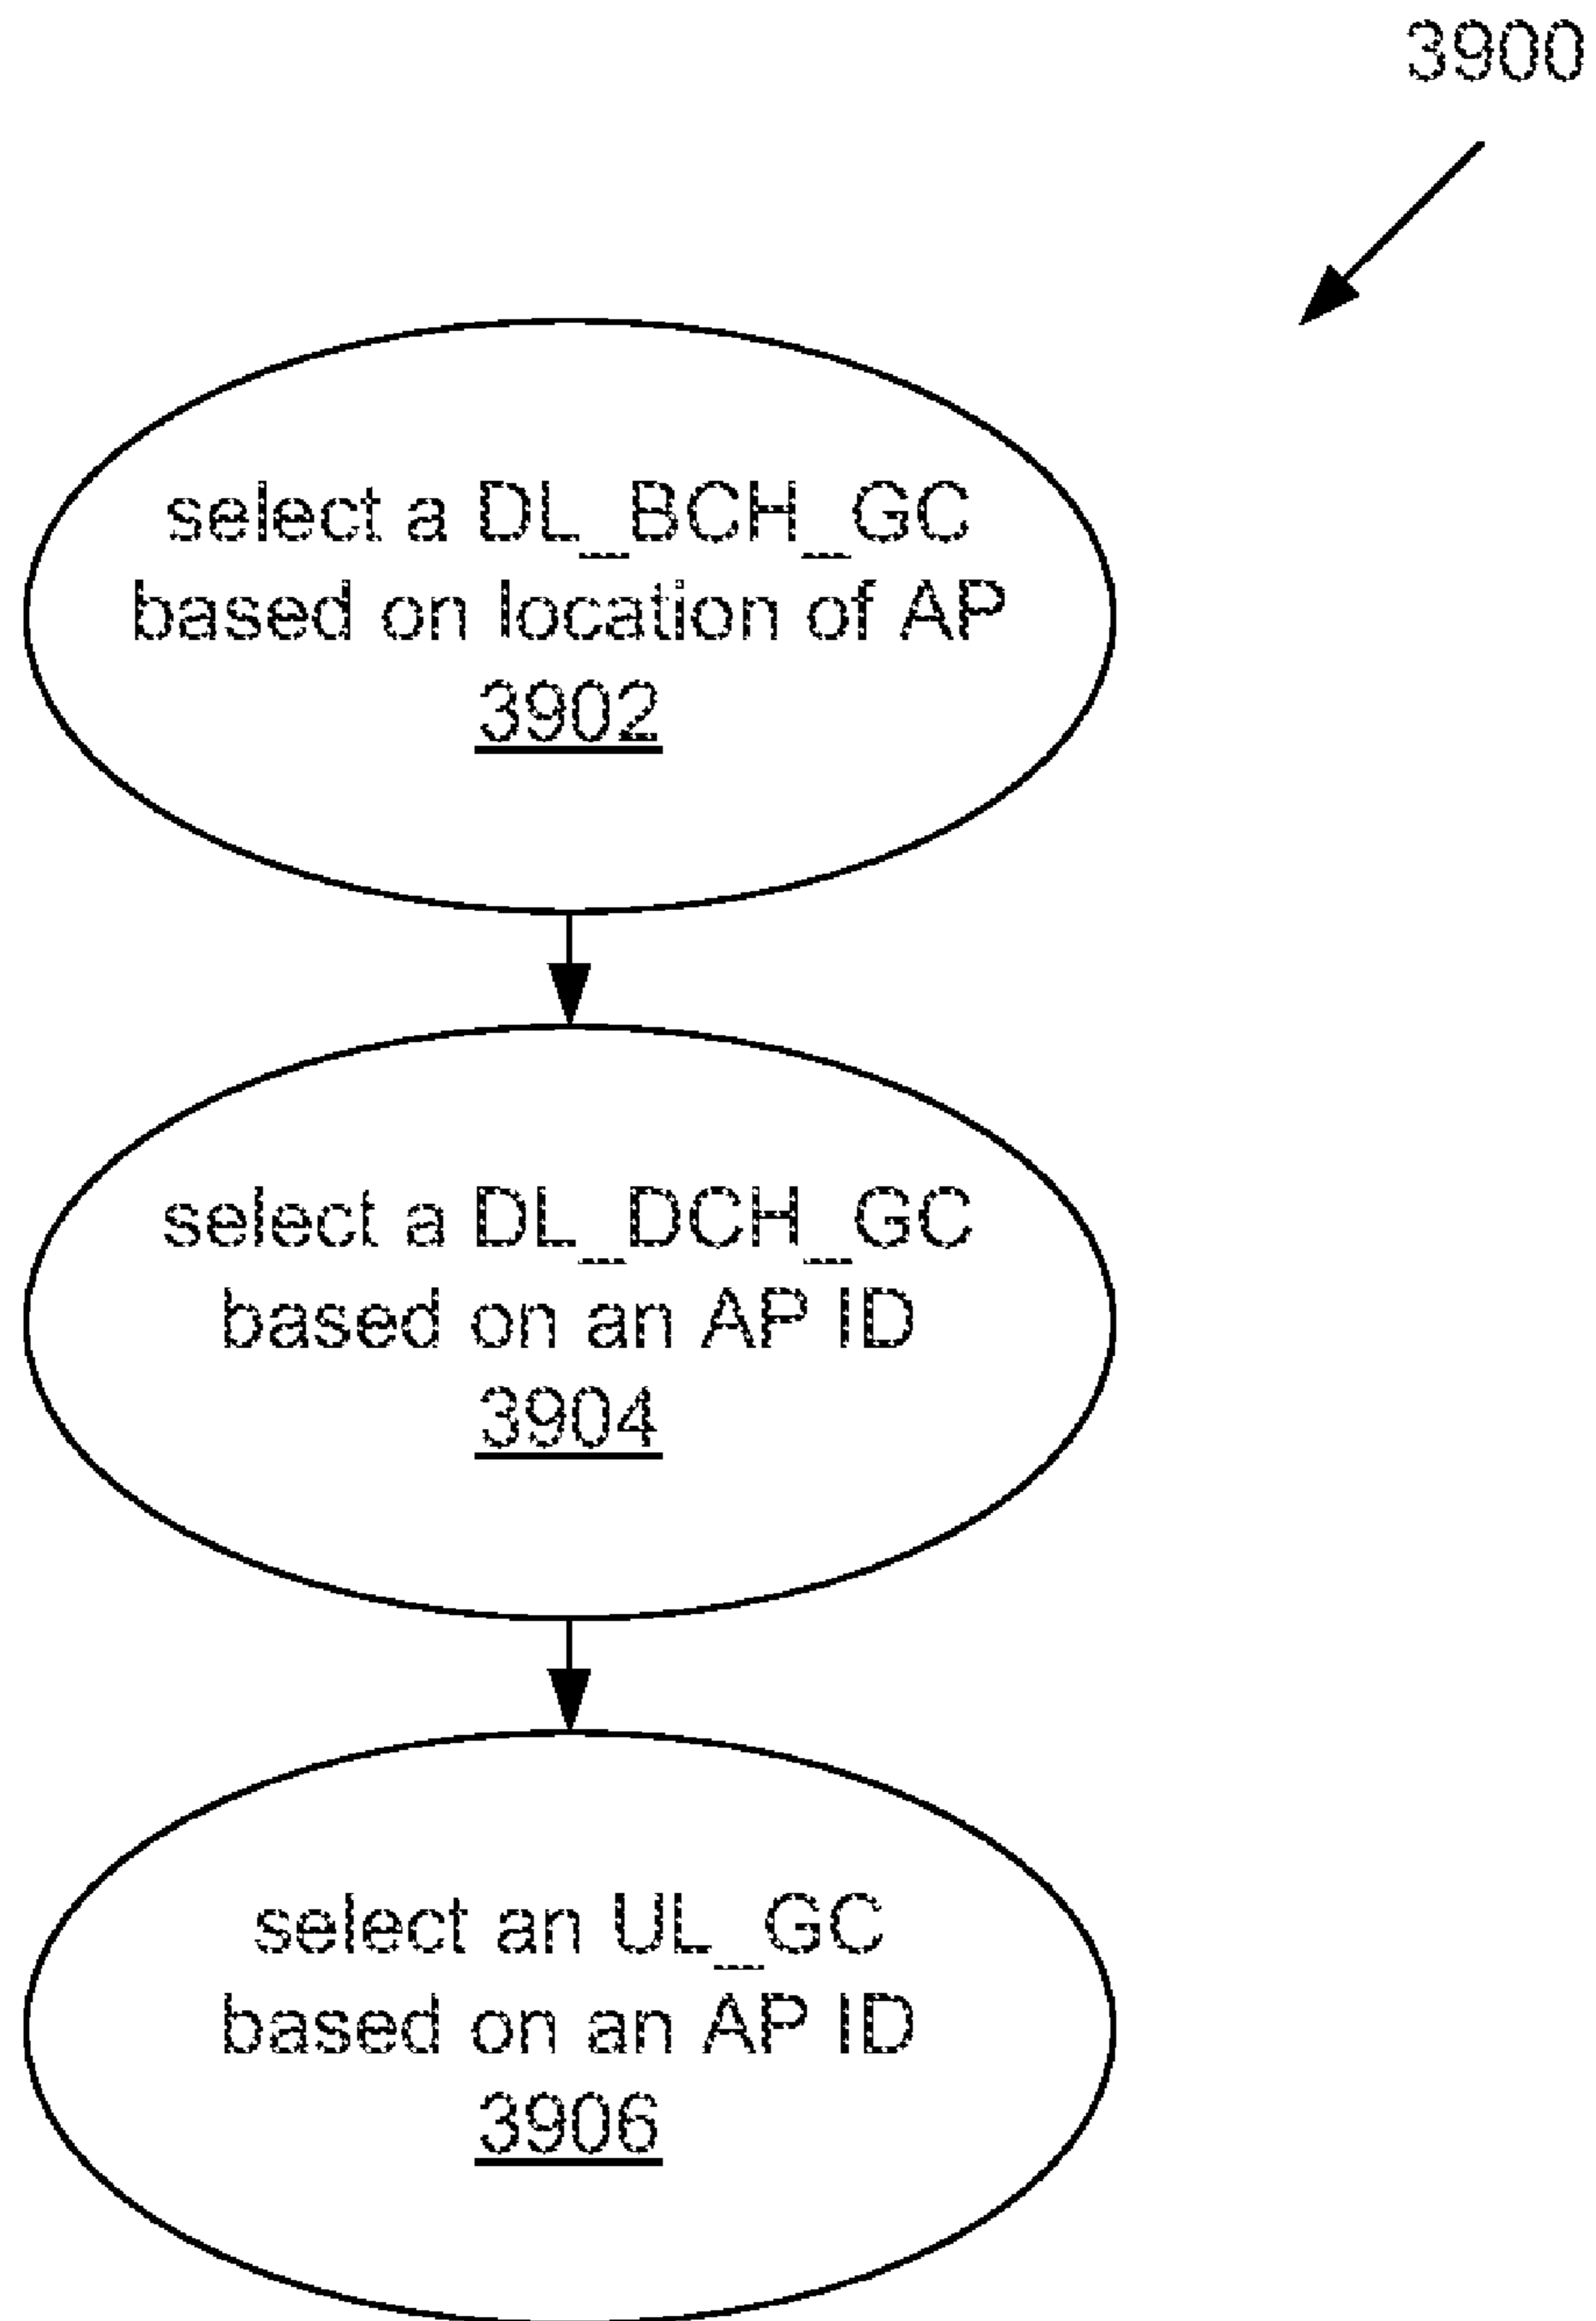 3900
select a DL_BCH_GC
based on location of AP
3902
select a DL_DCH_GC
based on an AP ID
3904
select an UL_GC
based on an AP ID
3906